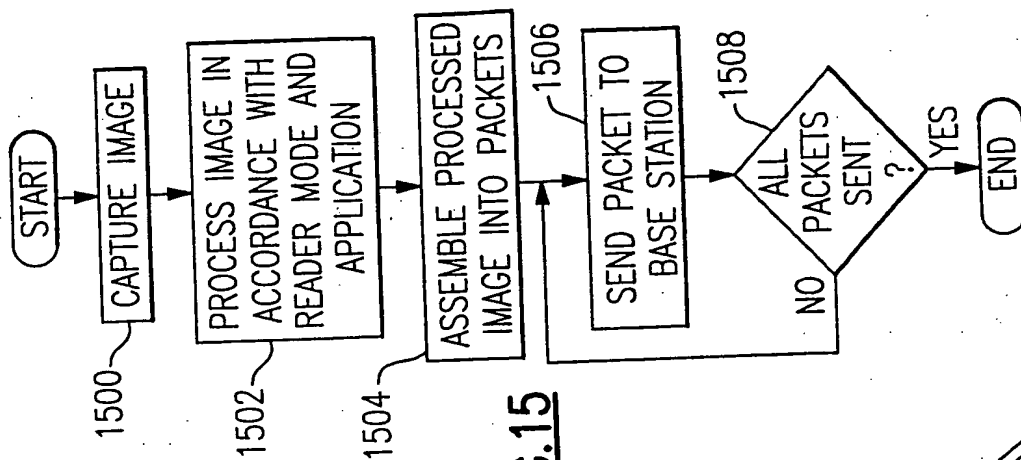 START
CAPTURE IMAGE
1500
PROCESS IMAGE IN
ACCORDANCE WITH
READER MODE AND
APPLICATION
1502
ASSEMBLE PROCESSED
IMAGE INTO PACKETS
1504
SEND PACKET TO
BASE STATION
1506
ALL
PACKETS
SENT
?
1508
NO
YES
END
.15